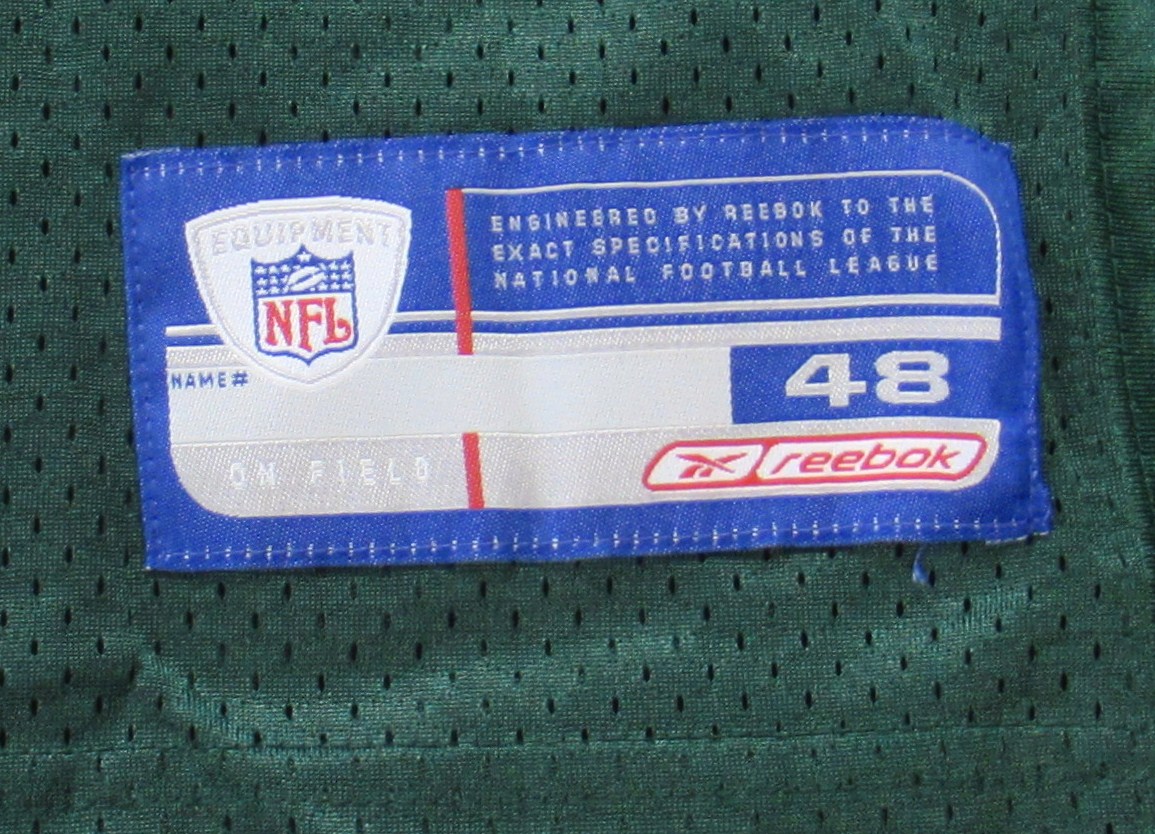 EQUIPMENT
NFL
ENGINEERED BY REEBOK TO THE
EXACT SPECIFICATIONS OF THE
NATIONAL FOOTBALL LEAGUE
NAME#
48
ON FIELD
reebok